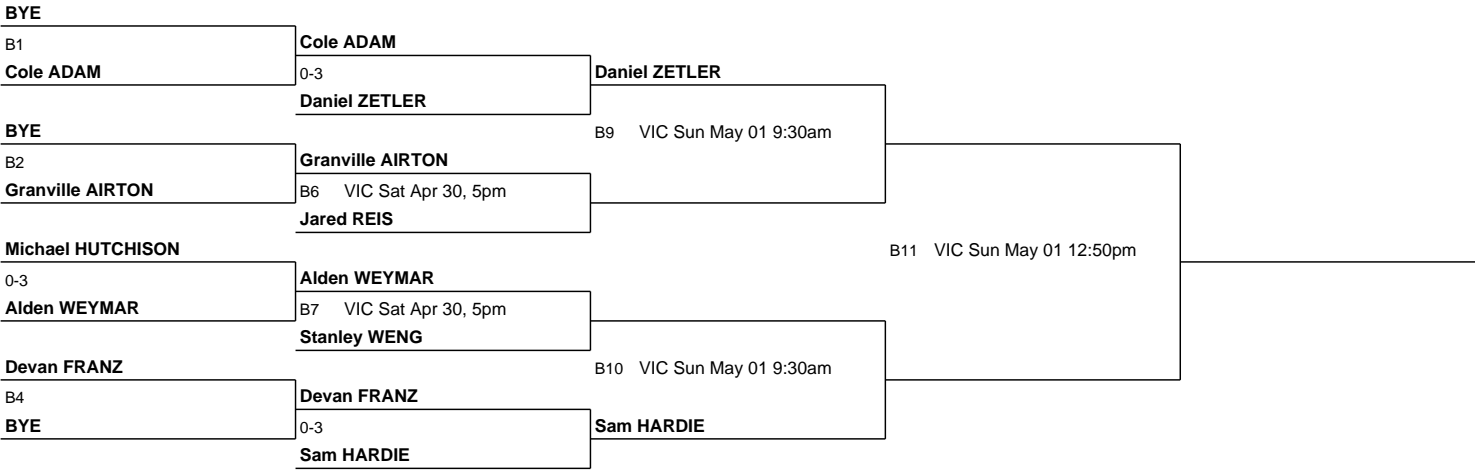 BYE
B1
Cole ADAM
Cole ADAM
0-3
Daniel ZETLER
Daniel ZETLER
BYE
B9 VIC Sun May 01 9:30am
B2
Granville AIRTON
Granville AIRTON
B6 VIC Sat Apr 30, 5pm
Jared REIS
Michael HUTCHISON
B11 VIC Sun May 01 12:50pm
0-3
Alden WEYMAR
Alden WEYMAR
B7 VIC Sat Apr 30, 5pm
Stanley WENG
Devan FRANZ
B10 VIC Sun May 01 9:30am
B4
Devan FRANZ
BYE
0-3
Sam HARDIE
Sam HARDIE